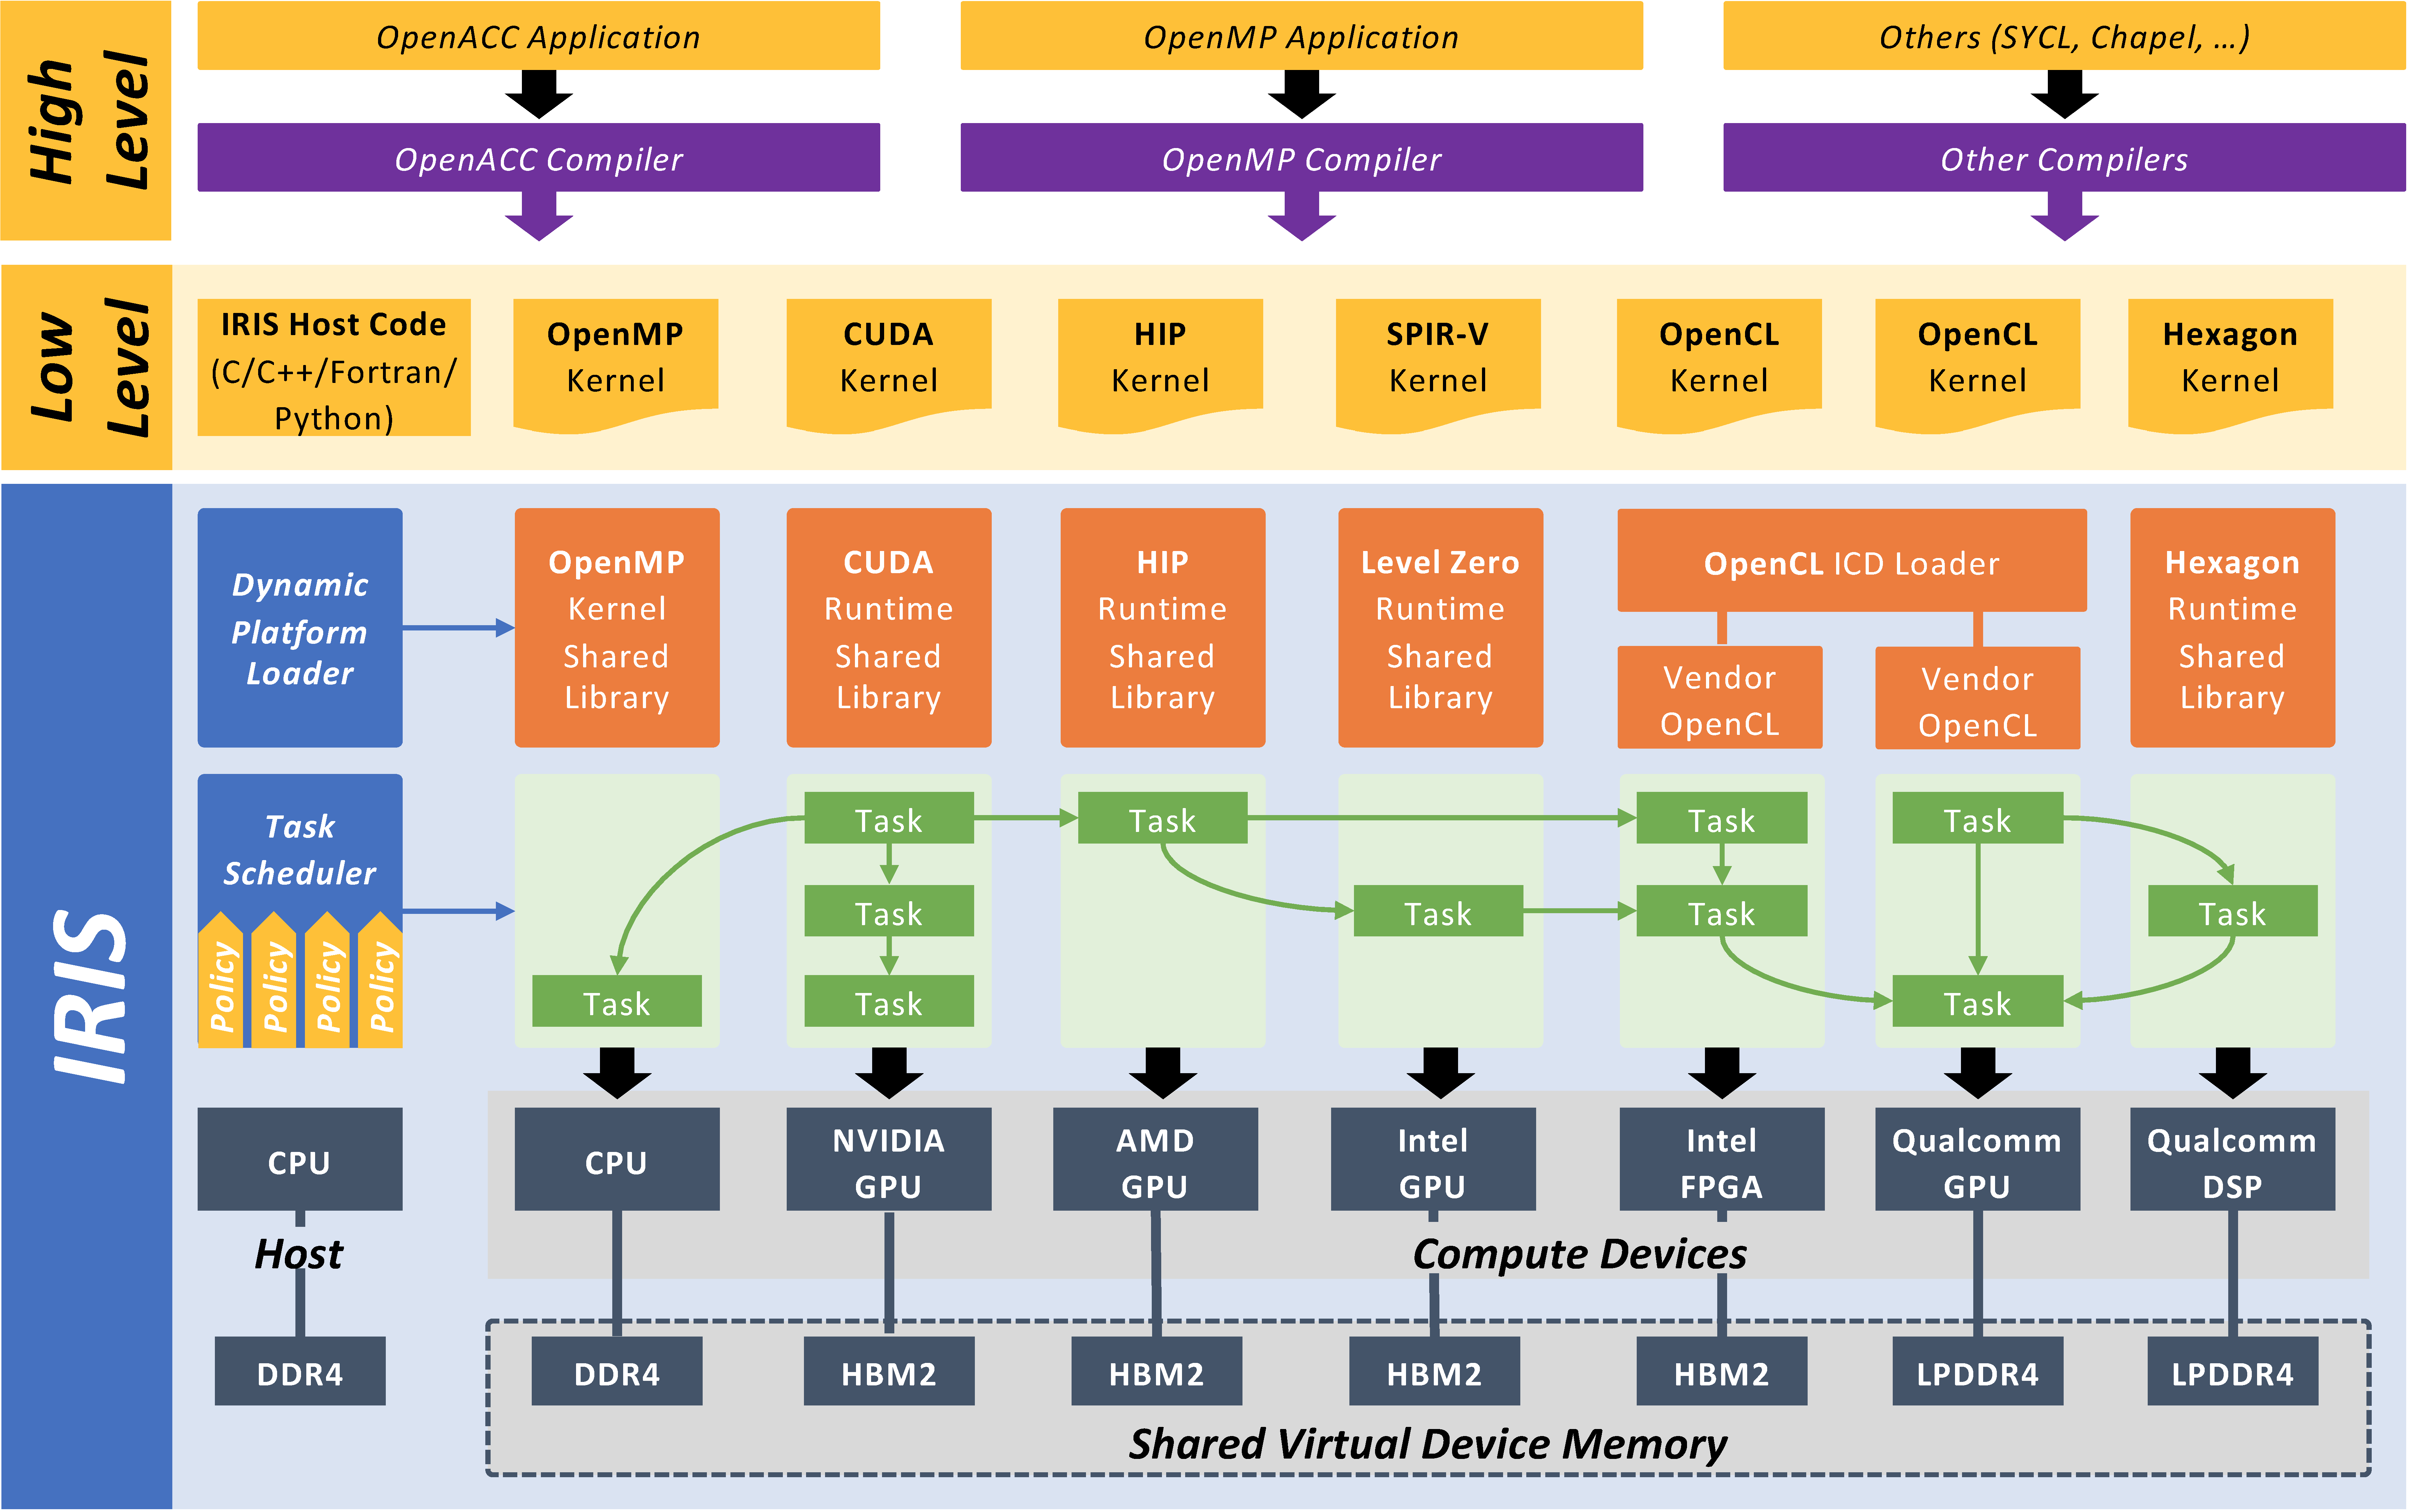 High
Level
OpenACC Application
OpenMP Application
Others (SYCL, Chapel, ...)
OpenACC Compiler
OpenMP Compiler
Other Compilers
Low
Level
IRIS Host Code
(C/C++/Fortran/
Python)
OpenMP
Kernel
CUDA
Kernel
HIP
Kernel
SPIR-V
Kernel
OpenCL
Kernel
OpenCL
Kernel
Hexagon
Kernel
IRIS
Dynamic
Platform
Loader
OpenMP
Kernel
Shared
Library
CUDA
Runtime
Shared
Library
HIP
Runtime
Shared
Library
Level Zero
Runtime
Shared
Library
OpenCL ICD Loader
Vendor
OpenCL
Vendor
OpenCL
Hexagon
Runtime
Shared
Library
Task
Scheduler
Policy
Policy
Policy
Policy
Task
Task
Task
Task
Task
Task
Task
Task
Task
Task
Task
CPU
Host
DDR4
CPU
NVIDIA
GPU
AMD
GPU
Intel
GPU
Intel
FPGA
Qualcomm
GPU
Qualcomm
DSP
Compute Devices
DDR4
HBM2
HBM2
HBM2
HBM2
LPDDR4
LPDDR4
Shared Virtual Device Memory